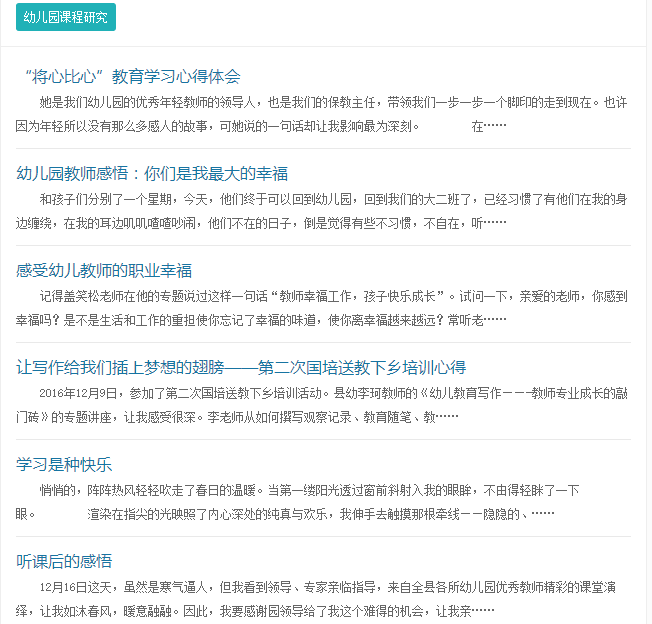 幼儿园课程研究
“将心比心”教育学习心得体会
她是我们幼儿园的优秀年轻教师的领导人，也是我们的保教主任，带领我们一步一步一个脚印的走到现在。也许
因为年轻所以没有那么多感人的故事，可她说的一句话却让我影响最为深刻。 在……
幼儿园教师感悟：你们是我最大的幸福
和孩子们分别了一个星期，今天，他们终于可以回到幼儿园，回到我们的大二班了，已经习惯了有他们在我的身
边缠绕，在我的耳边叽叽喳喳吵闹，他们不在的日子，倒是觉得有些不习惯，不自在，听……
感受幼儿教师的职业幸福
记得盖笑松老师在他的专题说过这样一句话“教师幸福工作，孩子快乐成长”。试问一下，亲爱的老师，你感到
幸福吗？是不是生活和工作的重担使你忘记了幸福的味道，使你离幸福越来越远？常听老……
让写作给我们插上梦想的翅膀——第二次国培送教下乡培训心得
2016年12月9日，参加了第二次国培送教下乡培训活动。县幼李珂教师的《幼儿教育写作－－－教师专业成长的敲
门砖》的专题讲座，让我感受很深。李老师从如何撰写观察记录、教育随笔、教……
学习是种快乐
悄悄的，阵阵热风轻轻吹走了春日的温暖。当第一缕阳光透过窗前斜射入我的眼眸，不由得轻眯了一下
眼。 渲染在指尖的光映照了内心深处的纯真与欢乐，我伸手去触摸那根牵线－－隐隐的、……
听课后的感悟
12月16日这天，虽然是寒气逼人，但我看到领导、专家亲临指导，来自全县各所幼儿园优秀教师精彩的课堂演
绎，让我如沐春风，暖意融融。因此，我要感谢园领导给了我这个难得的机会，让我亲……